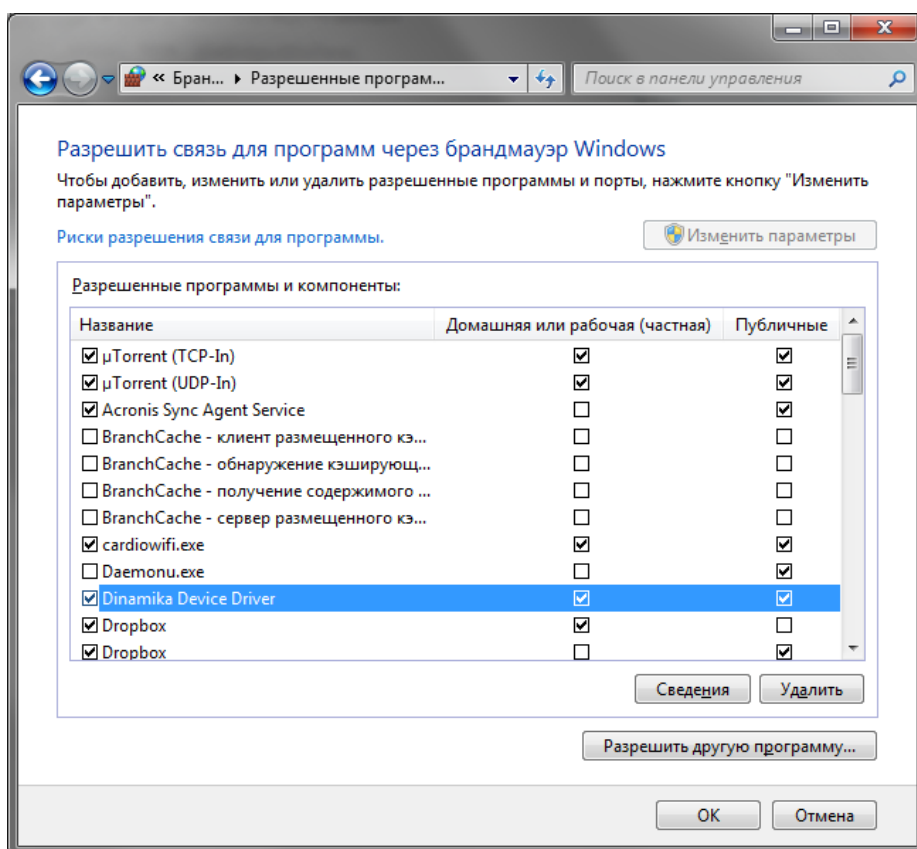 « Бран... Разрешенные програм...
Поиск в панели управления
Разрешить связь для программ через брандмауэр Windows
Чтобы добавить, изменить или удалить разрешенные программы и порты, нажмите кнопку "Изменить
параметры".
Риски разрешения связи для программы.
Изменить параметры
Разрешенные программы и компоненты:
Название Домашняя или рабочая (частная) Публичные
µTorrent (TCP-In)
µTorrent (UDP-In)
Acronis Sync Agent Service
BranchCache - клиент размещенного кэ...
BranchCache - обнаружение кэширующ...
BranchCache - получение содержимого ...
BranchCache - сервер размещенного кэ...
cardiowifi.exe
Daemonu.exe
Dinamika Device Driver
Dropbox
Dropbox
Сведения Удалить
Разрешить другую программу...
ОК Отмена